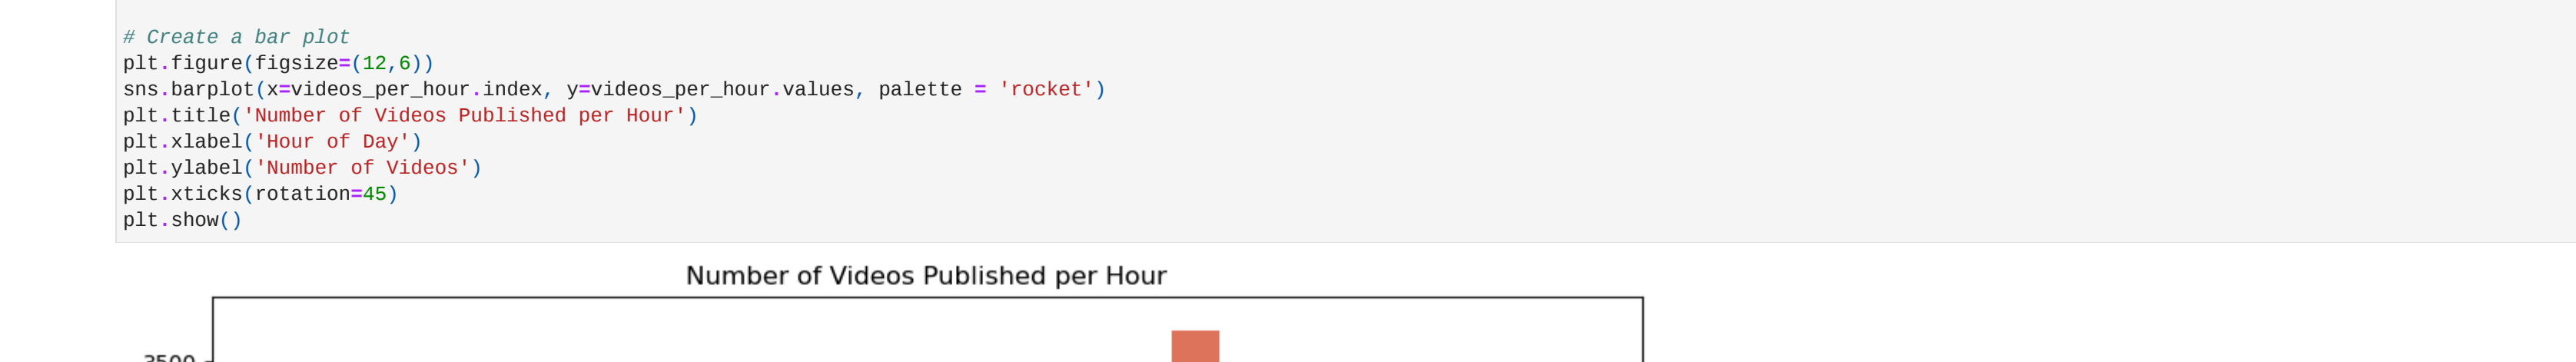 # Create a bar plot
plt.figure(figsize=(12,6))
sns.barplot(x=videos_per_hour.index, y=videos_per_hour.values, palette = 'rocket')
plt.title('Number of Videos Published per Hour')
plt.xlabel('Hour of Day')
plt.ylabel('Number of Videos')
plt.xticks(rotation=45)
plt.show()
Number of Videos Published per Hour
3500